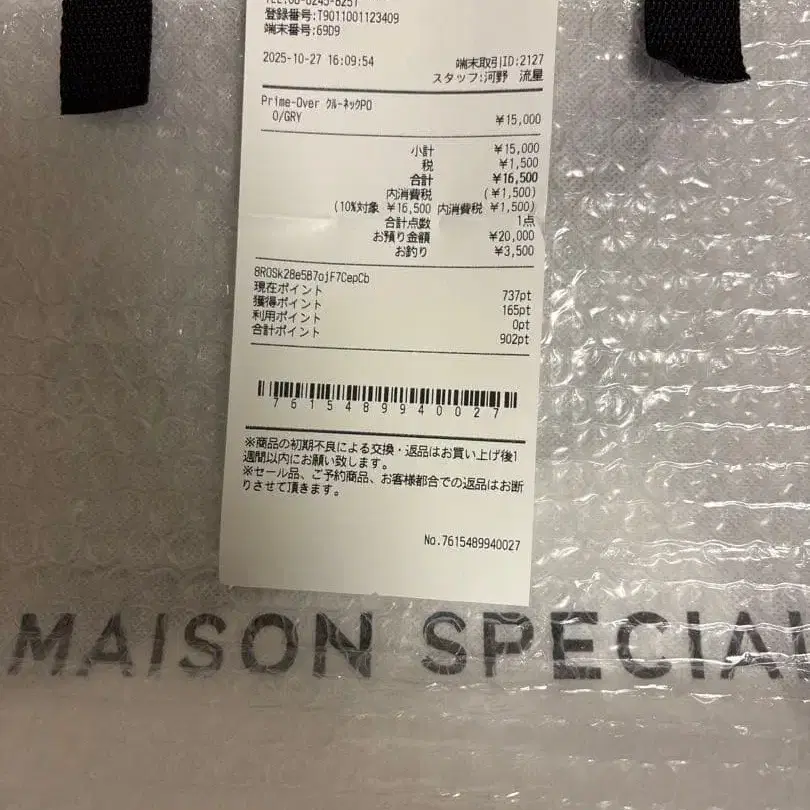 登録番号:T9011001123409
端末番号:69D9
2025-10-27 16:09:54 端末取引ID:2127
スタッフ:河野 流星
Prime-Over クルーネックPO
0/GRY ¥15,000
小計 ¥15,000
税 ¥1,500
合計 ¥16,500
内消費税 (¥1,500)
(10%対象 ¥16,500 内消費税 ¥1,500)
合計点数 1点
お預り金額 ¥20,000
お釣り ¥3,500
8ROSk28e5B7ojF7CepCb
現在ポイント 737pt
獲得ポイント 165pt
利用ポイント 0pt
合計ポイント 902pt
7615489940027
※商品の初期不良による交換・返品はお買い上げ後1
週間以内にお願い致します。
※セール品、ご予約商品、お客様都合での返品はお断
りさせて頂きます。
No.7615489940027
MAISON SPECIAL